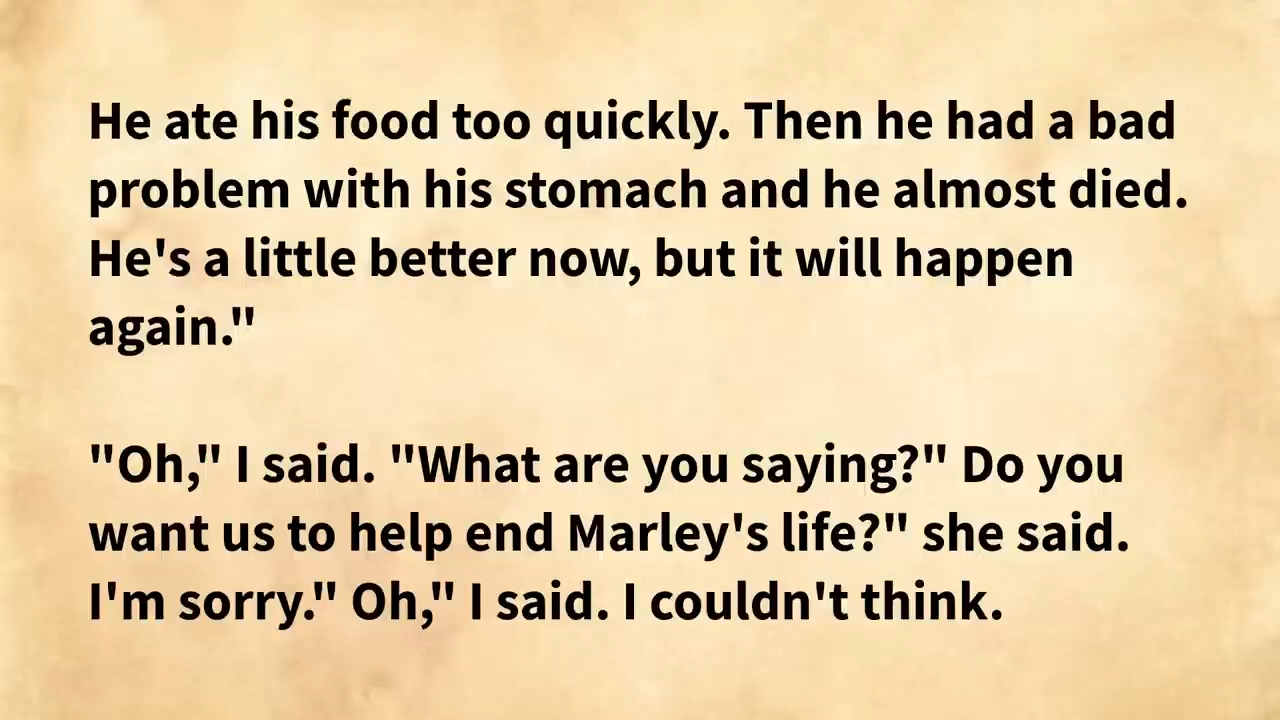 He ate his food too quickly. Then he had a bad
problem with his stomach and he almost died.
He's a little better now, but it will happen
again."
"Oh," I said. "What are you saying?" Do you
want us to help end Marley's life?" she said.
I'm sorry." Oh," I said. I couldn't think.